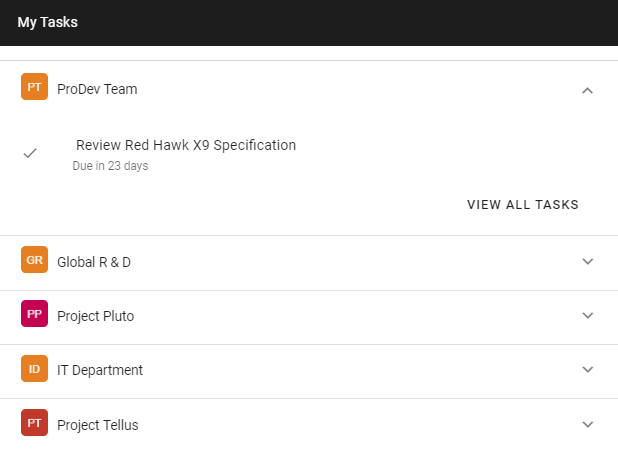 My Tasks
PT ProDev Team
Review Red Hawk X9 Specification
Due in 23 days
VIEW ALL TASKS
GR Global R & D
PP Project Pluto
ID IT Department
PT Project Tellus